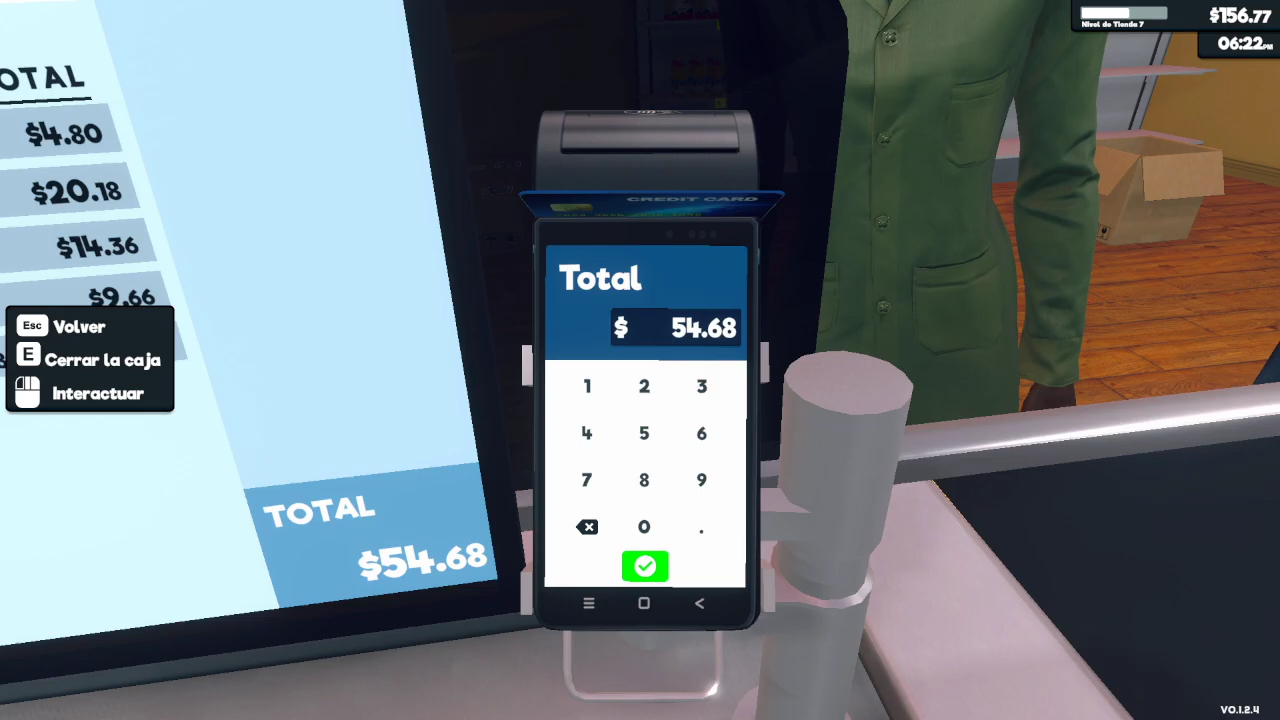 Nivel de Tienda 7
$156.77
06:22PM
OTAL
$4.80
$20.18
$14.36
$9.66
Esc Volver
E Cerrar la caja
Interactuar
TOTAL
$54.68
CREDIT CARD
Total
$ 54.68
1 2 3
4 5 6
7 8 9
0 .
V0.1.2.4